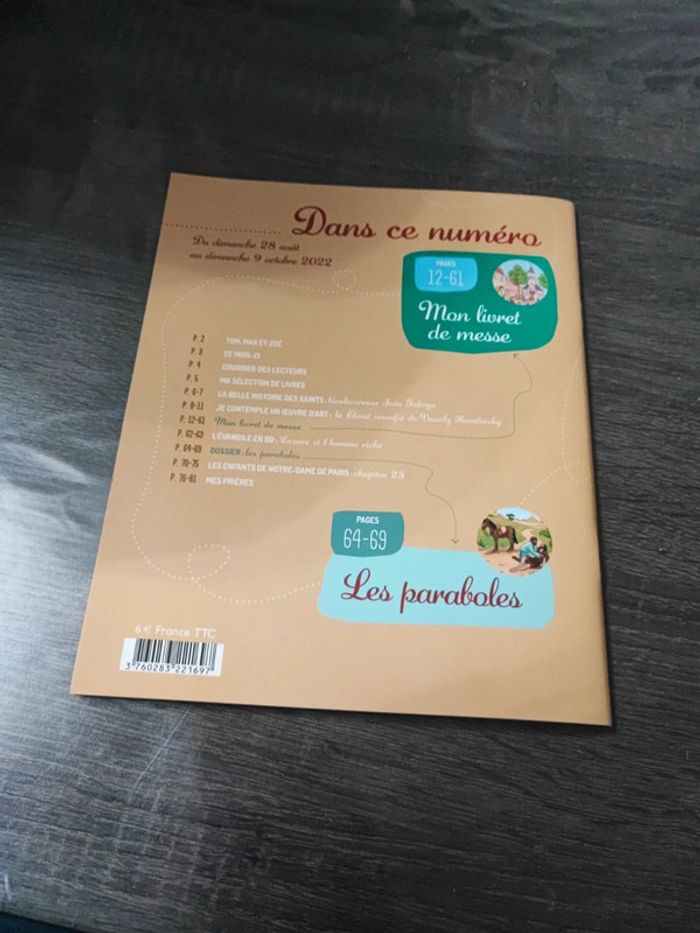 Dans ce numéro
Du dimanche 28 août
au dimanche 9 octobre 2022
PAGES
12-61
Mon livret
de messe
P. 2 TOM, MAX ET ZOÉ
P. 3 CE MOIS-CI
P. 4 COURRIER DES LECTEURS
P. 5 MA SÉLECTION DE LIVRES
P. 6-7 LA BELLE HISTOIRE DES SAINTS :
P. 8-11 JE CONTEMPLE UN ŒUVRE D'ART : le Christ crucifié de Vassily Kandinsky
P. 12-61 Mon livret de messe
P. 62-63 L'ÉVANGILE EN BD : Lazare et l'homme riche
P. 64-69 DOSSIER : les paraboles
P. 70-75 LES ENFANTS DE NOTRE-DAME DE PARIS : chapitre 23
P. 76-81 MES PRIÈRES
PAGES
64-69
Les paraboles
6 € France TTC
3 760283 221697